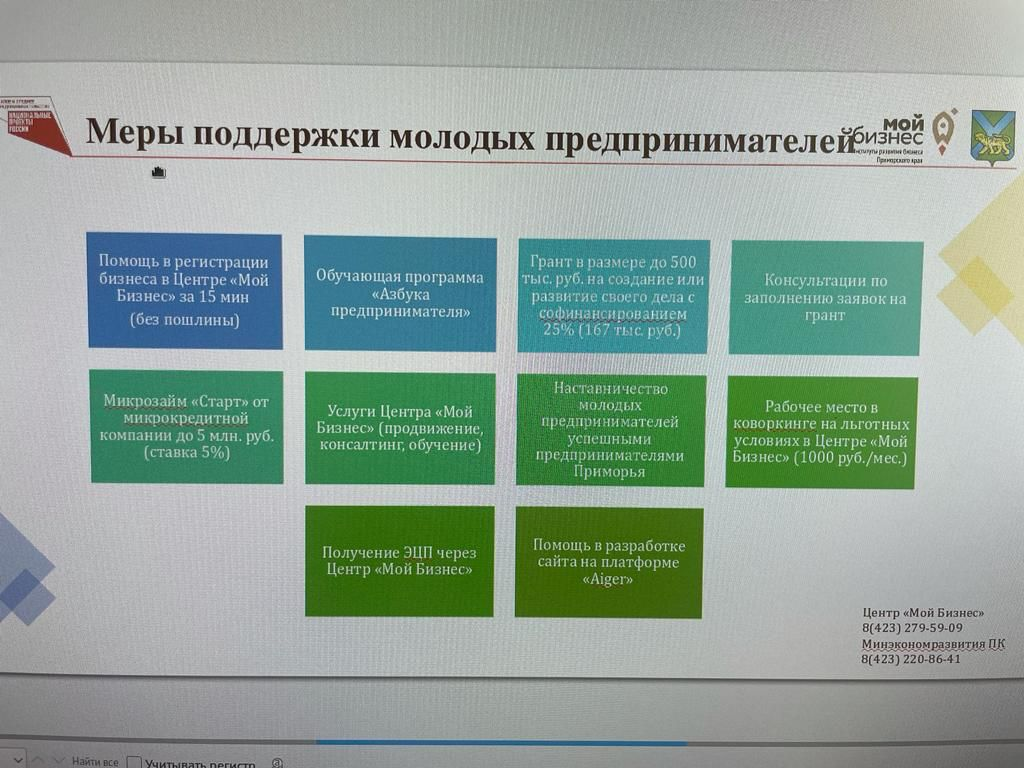 НАЦИОНАЛЬНЫЕ
ПРОЕКТЫ
РОССИИ
Меры поддержки молодых предпринимателей
мой
бизнес
Приморского края
Помощь в регистрации
бизнеса в Центре «Мой
Бизнес» за 15 мин
(без пошлины)
Обучающая программа
«Азбука
предпринимателя»
Грант в размере до 500
тыс. руб. на создание или
развитие своего дела с
софинансированием
25% (167 тыс. руб.)
Консультации по
заполнению заявок на
грант
Микрозайм «Старт» от
микрокредитной
компании до 5 млн. руб.
(ставка 5%)
Услуги Центра «Мой
Бизнес» (продвижение,
консалтинг, обучение)
Наставничество
молодых
предпринимателей
успешными
предпринимателями
Приморья
Рабочее место в
коворкинге на льготных
условиях в Центре «Мой
Бизнес» (1000 руб./мес.)
Получение ЭЦП через
Центр «Мой Бизнес»
Помощь в разработке
сайта на платформе
«Aiger»
Центр «Мой Бизнес»
8(423) 279-59-09
Минэкономразвития ПК
8(423) 220-86-41
Найти все
Учитывать регистр